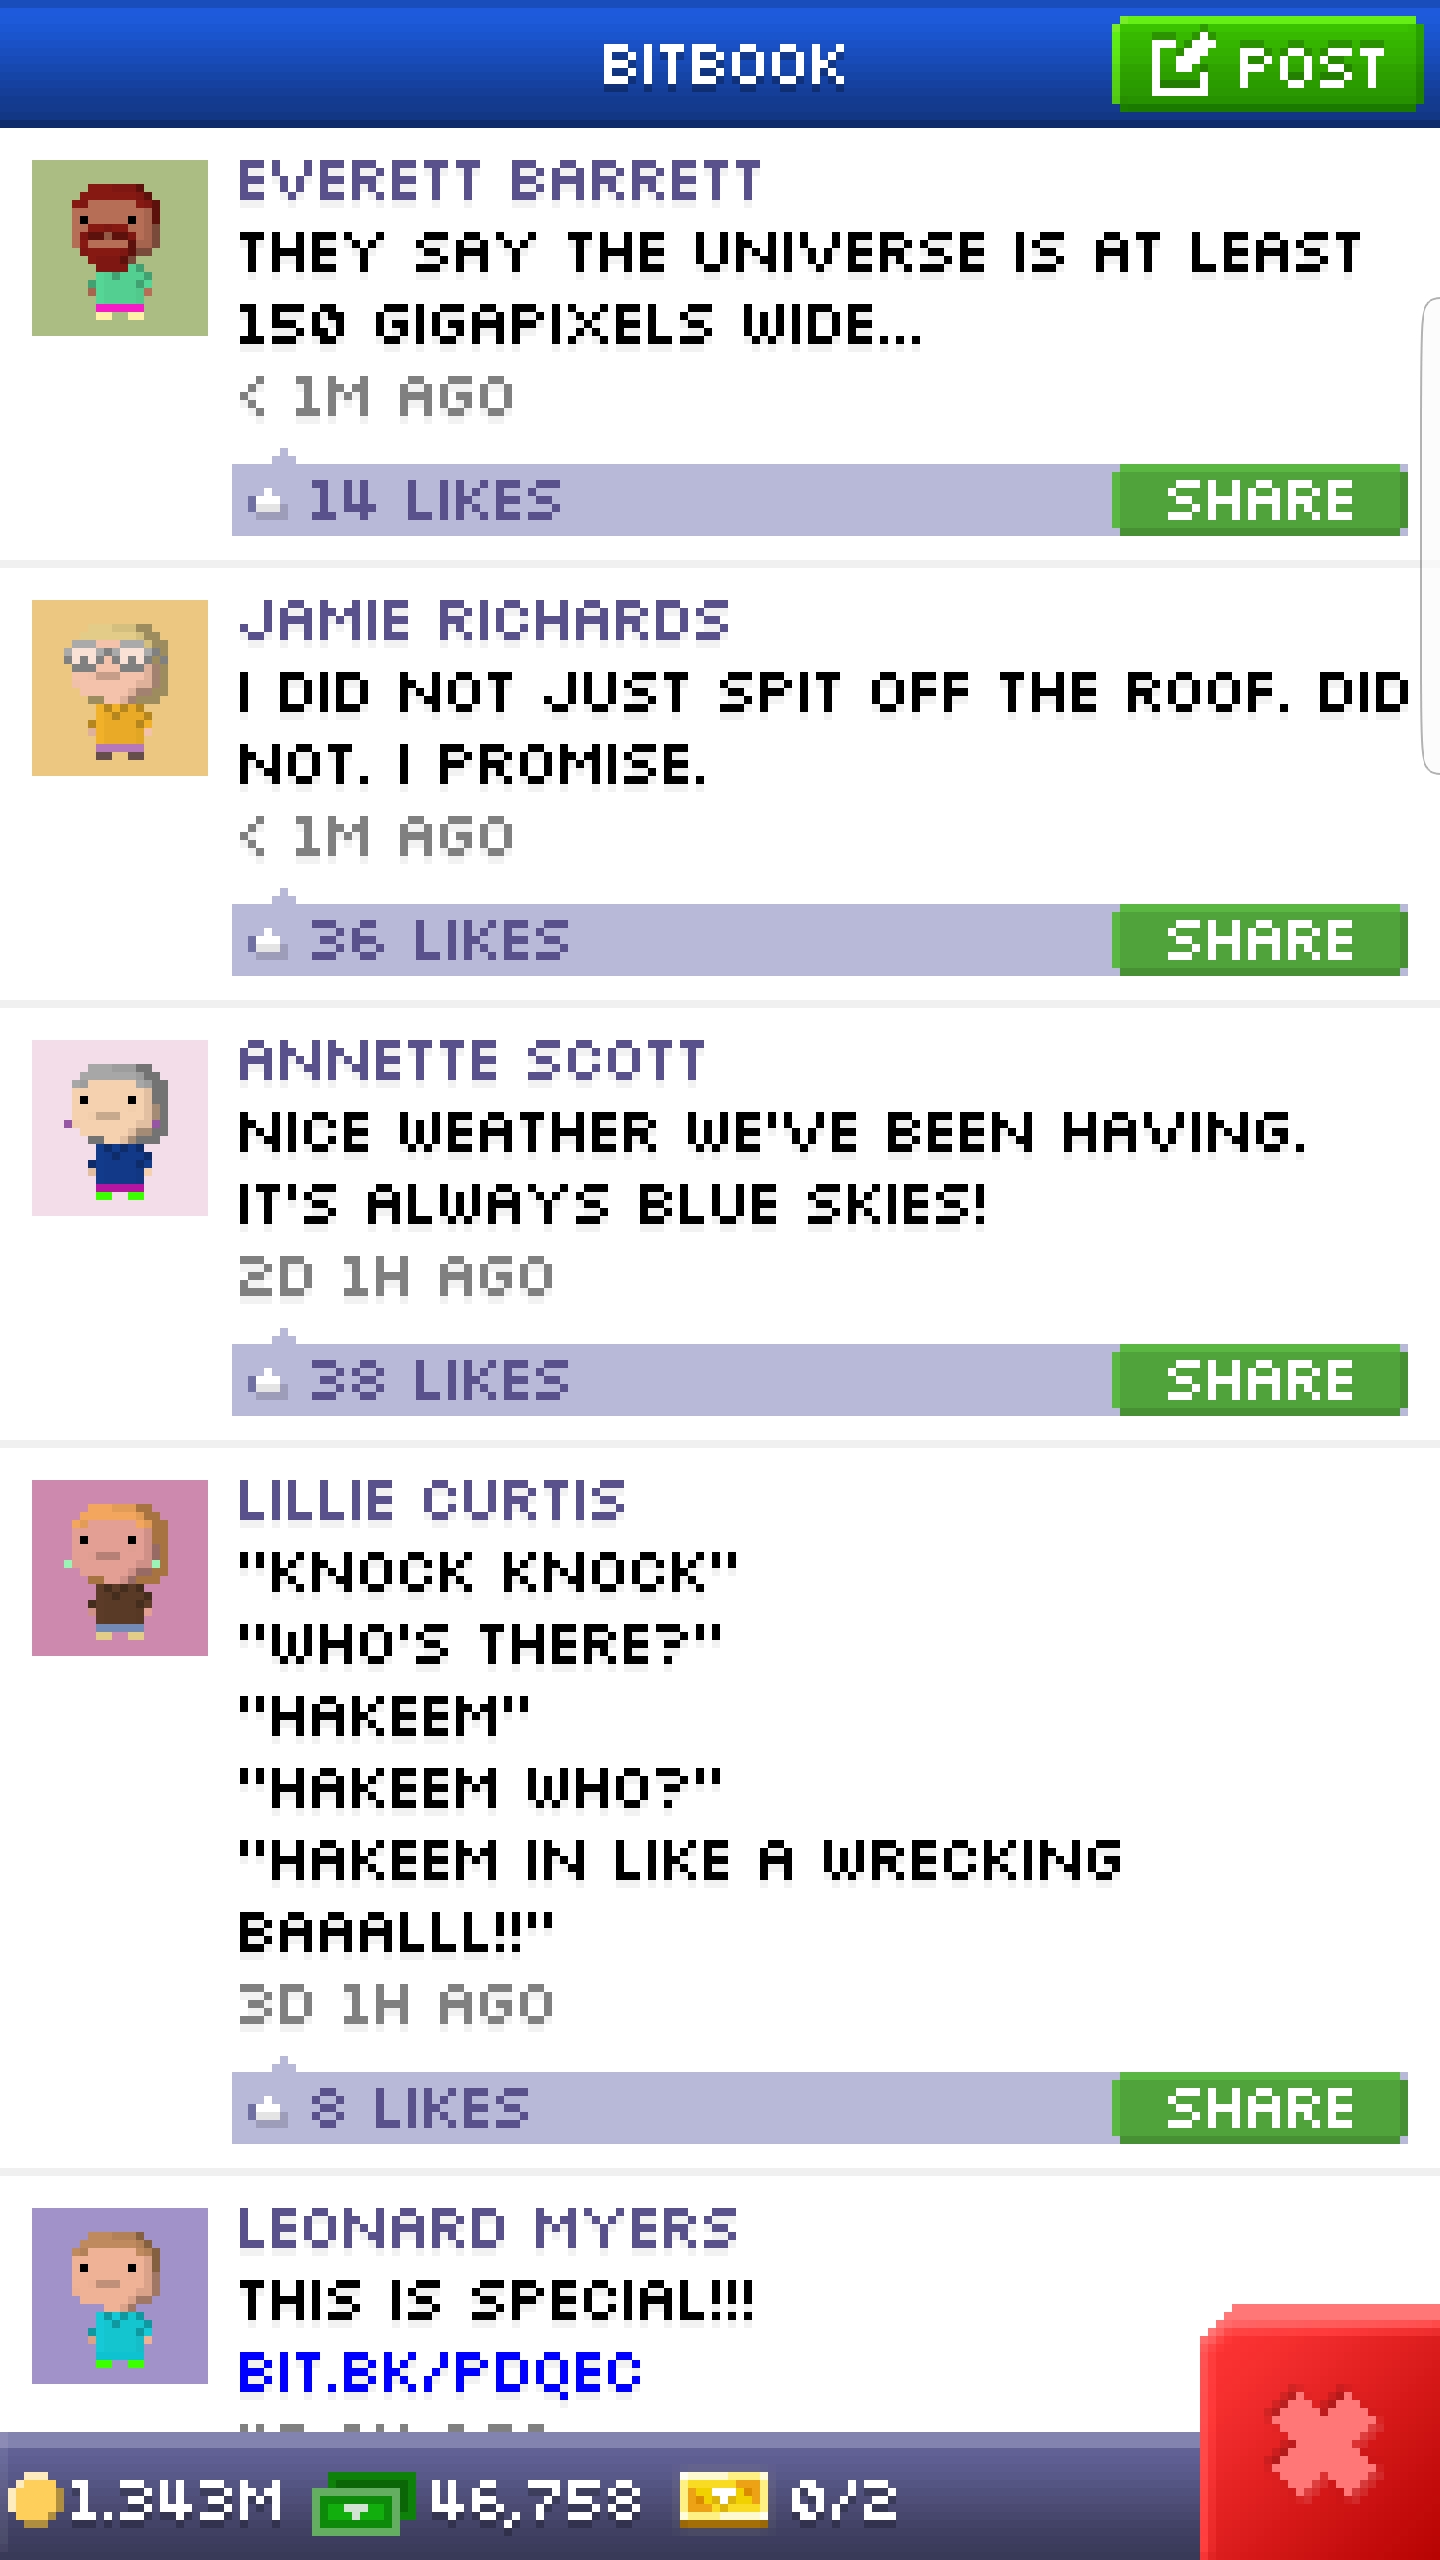 BITBOOK
POST
EVERETT BARRETT
THEY SAY THE UNIVERSE IS AT LEAST
150 GIGAPIXELS WIDE...
< 1M AGO
14 LIKES
SHARE
JAMIE RICHARDS
I DID NOT JUST SPIT OFF THE ROOF. DID
NOT. I PROMISE.
< 1M AGO
36 LIKES
SHARE
ANNETTE SCOTT
NICE WEATHER WE'VE BEEN HAVING.
IT'S ALWAYS BLUE SKIES!
2D 1H AGO
38 LIKES
SHARE
LILLIE CURTIS
"KNOCK KNOCK"
"WHO'S THERE?"
"HAKEEM"
"HAKEEM WHO?"
"HAKEEM IN LIKE A WRECKING
BAAALLL!!"
3D 1H AGO
8 LIKES
SHARE
LEONARD MYERS
THIS IS SPECIAL!!!
BIT.BK/PDQEC
1.343M 46,758 0/2